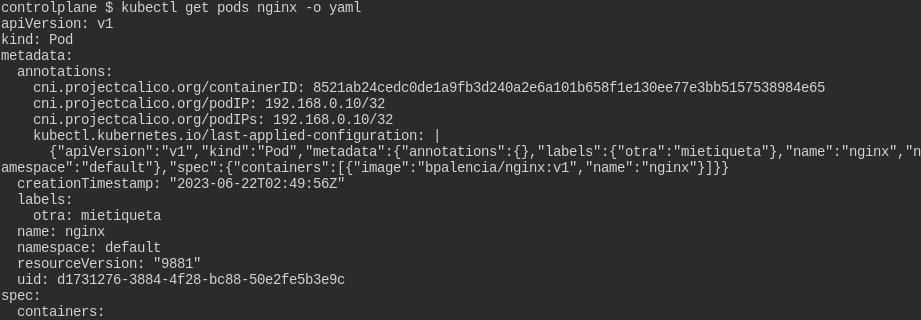 controlplane $ kubectl get pods nginx -o yaml
apiVersion: v1
kind: Pod
metadata:
  annotations:
    cni.projectcalico.org/containerID: 8521ab24cedc0de1a9fb3d240a2e6a101b658f1e130ee77e3bb5157538984e65
    cni.projectcalico.org/podIP: 192.168.0.10/32
    cni.projectcalico.org/podIPs: 192.168.0.10/32
    kubectl.kubernetes.io/last-applied-configuration: |
      {"apiVersion":"v1","kind":"Pod","metadata":{"annotations":{},"labels":{"otra":"mietiqueta"},"name":"nginx","n
amespace":"default"},"spec":{"containers":[{"image":"bpalencia/nginx:v1","name":"nginx"}]}}
  creationTimestamp: "2023-06-22T02:49:56Z"
  labels:
    otra: mietiqueta
  name: nginx
  namespace: default
  resourceVersion: "9881"
  uid: d1731276-3884-4f28-bc88-50e2fe5b3e9c
spec:
  containers: